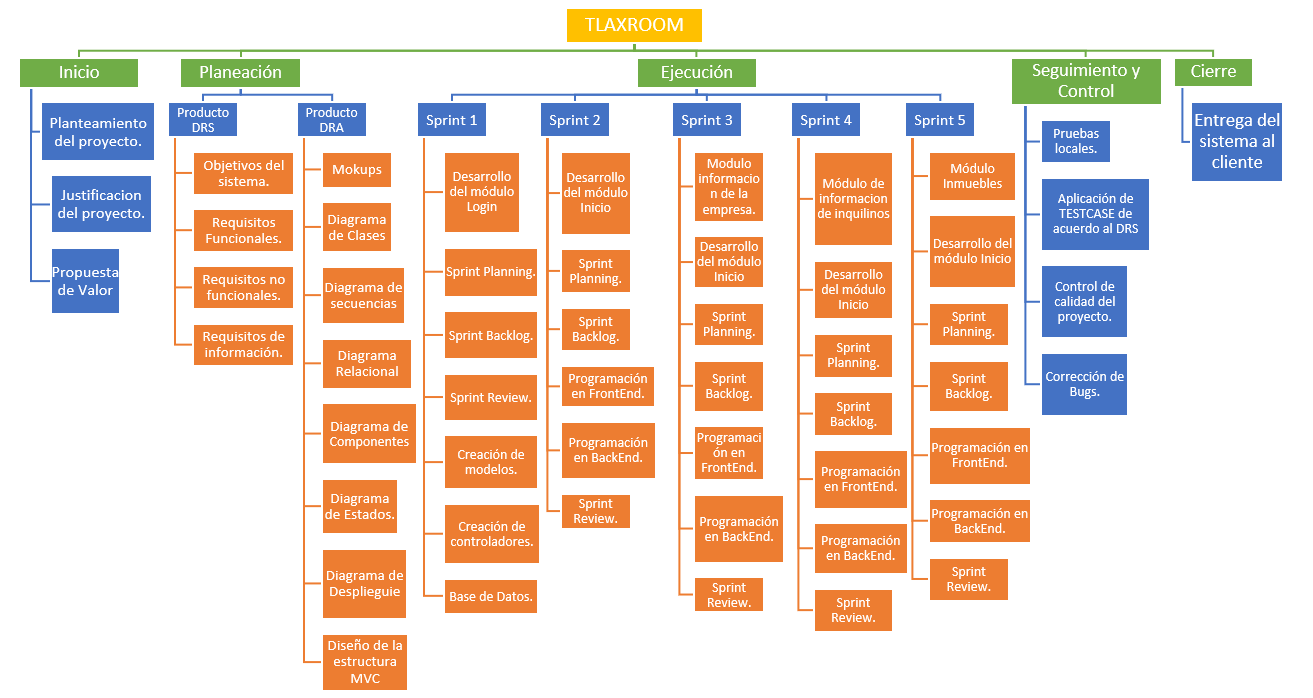 TLAXROOM
Inicio
Planteamiento
del proyecto.
Justificacion
del proyecto.
Propuesta
de Valor
Planeación
Producto
DRS
Objetivos del
sistema.
Requisitos
Funcionales.
Requisitos no
funcionales.
Requisitos de
información.
Producto
DRA
Mokups
Diagrama
de Clases
Diagrama de
secuencias
Diagrama
Relacional
Diagrama de
Componentes
Diagrama
de Estados.
Diagrama de
Desplieguie
Diseño de la
estructura
MVC
Ejecución
Sprint 1
Desarrollo
del módulo
Login
Sprint Planning.
Sprint Backlog.
Sprint Review.
Creación de
modelos.
Creación de
controladores.
Base de Datos.
Sprint 2
Desarrollo
del módulo
Inicio
Sprint
Planning.
Sprint
Backlog.
Programación
en FrontEnd.
Programación
en BackEnd.
Sprint
Review.
Sprint 3
Modulo
informacio
n de la
empresa.
Desarrollo
del módulo
Inicio
Sprint
Planning.
Sprint
Backlog.
Programaci
ón en
FrontEnd.
Programación
en BackEnd.
Sprint
Review.
Sprint 4
Módulo de
informacion
de inquilinos
Desarrollo
del módulo
Inicio
Sprint
Planning.
Sprint
Backlog.
Programación
en FrontEnd.
Programación
en BackEnd.
Sprint
Review.
Sprint 5
Módulo
Inmuebles
Desarrollo del
módulo Inicio
Sprint
Planning.
Sprint
Backlog.
Programación en
FrontEnd.
Programación en
BackEnd.
Sprint
Review.
Seguimiento y
Control
Pruebas
locales.
Aplicación de
TESTCASE de
acuerdo al DRS
Control de
calidad del
proyecto.
Corrección de
Bugs.
Cierre
Entrega del
sistema al
cliente